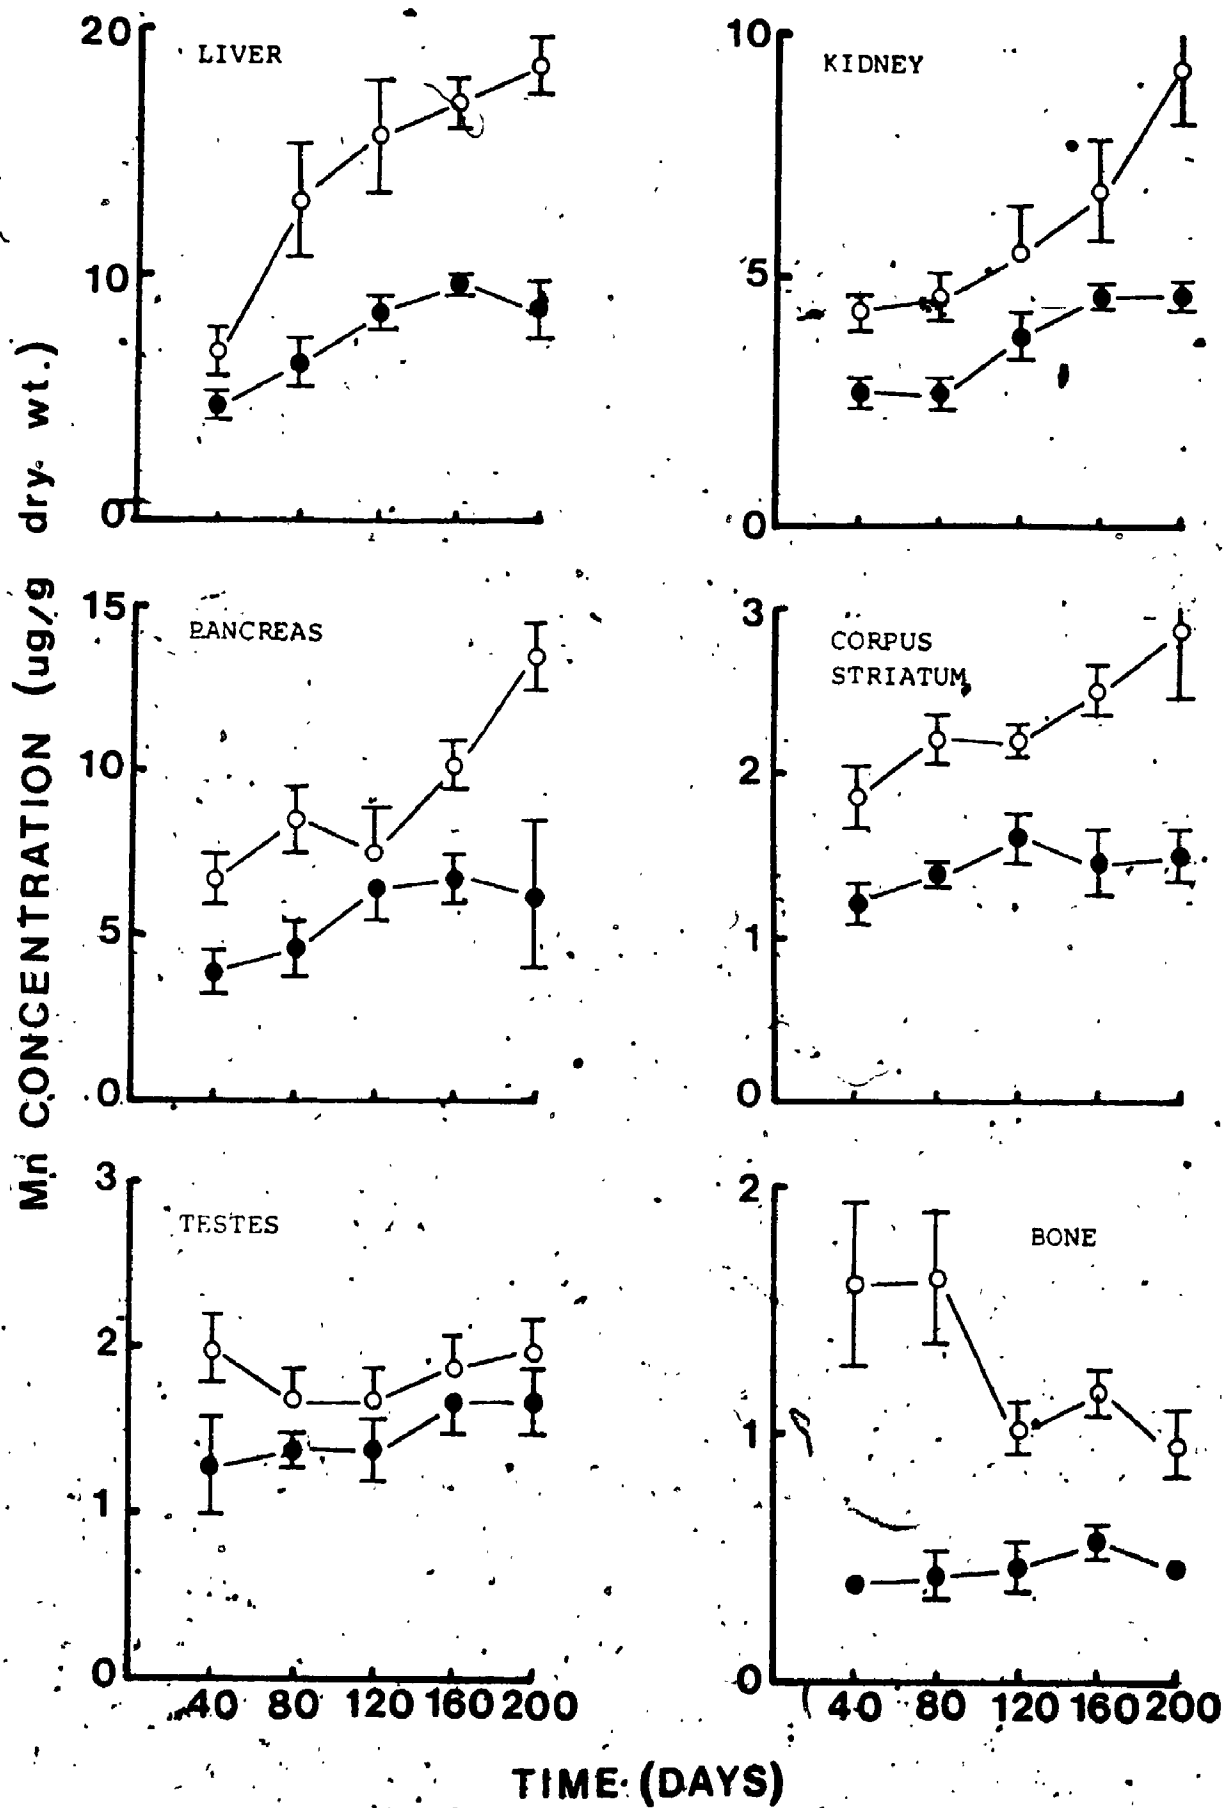 Mn CONCENTRATION (ug/g dry wt.)
LIVER
20
10
0
KIDNEY
10
5
0
PANCREAS
15
10
5
0
CORPUS
STRIATUM
3
2
1
0
TESTES
3
2
1
0
40 80 120 160 200
BONE
2
1
0
40 80 120 160 200
TIME (DAYS)